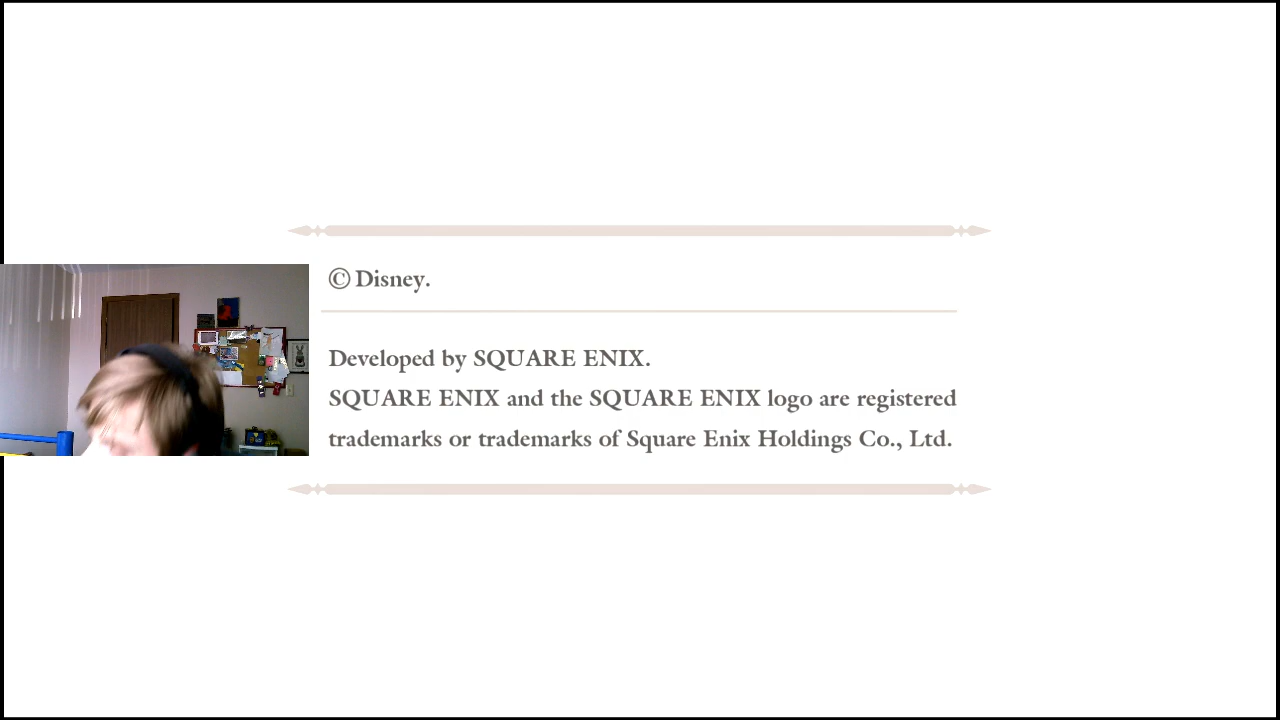 © Disney.
Developed by SQUARE ENIX.
SQUARE ENIX and the SQUARE ENIX logo are registered
trademarks or trademarks of Square Enix Holdings Co., Ltd.